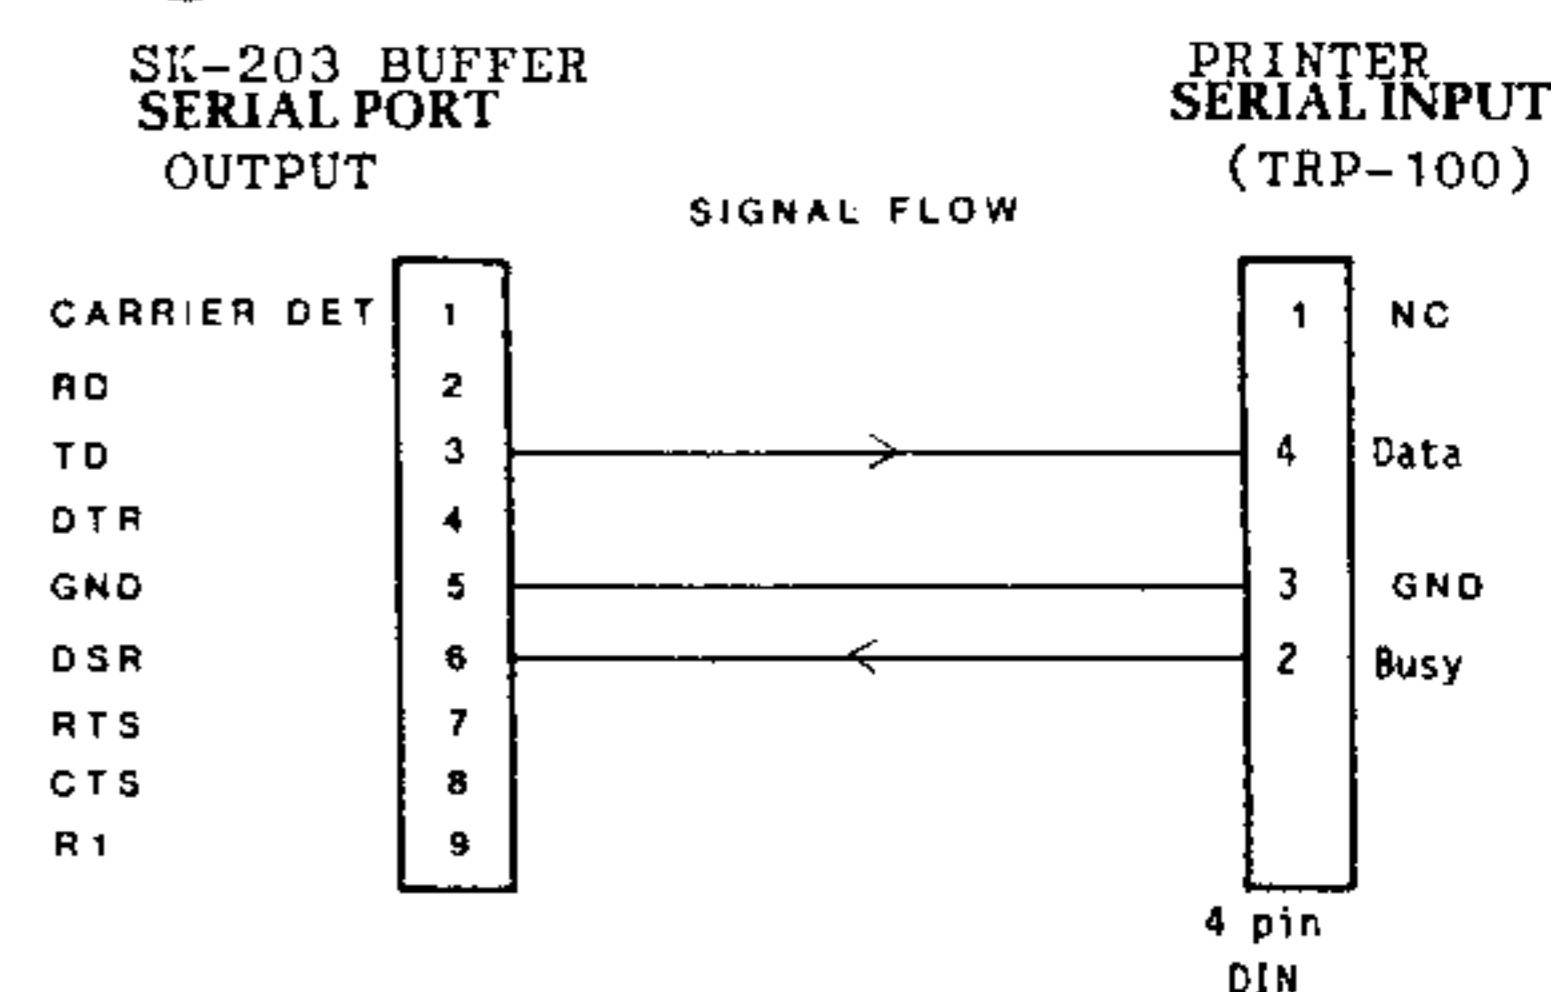 SK-203 BUFFER
SERIAL PORT
OUTPUT
PRINTER
SERIAL INPUT
(TRP-100)
SIGNAL FLOW
CARRIER DET 1 1 NC
RD 2
TD 3 4 Data
DTR 4
GND 5 3 GND
DSR 6 2 Busy
RTS 7
CTS 8
R1 9
4 pin
DIN